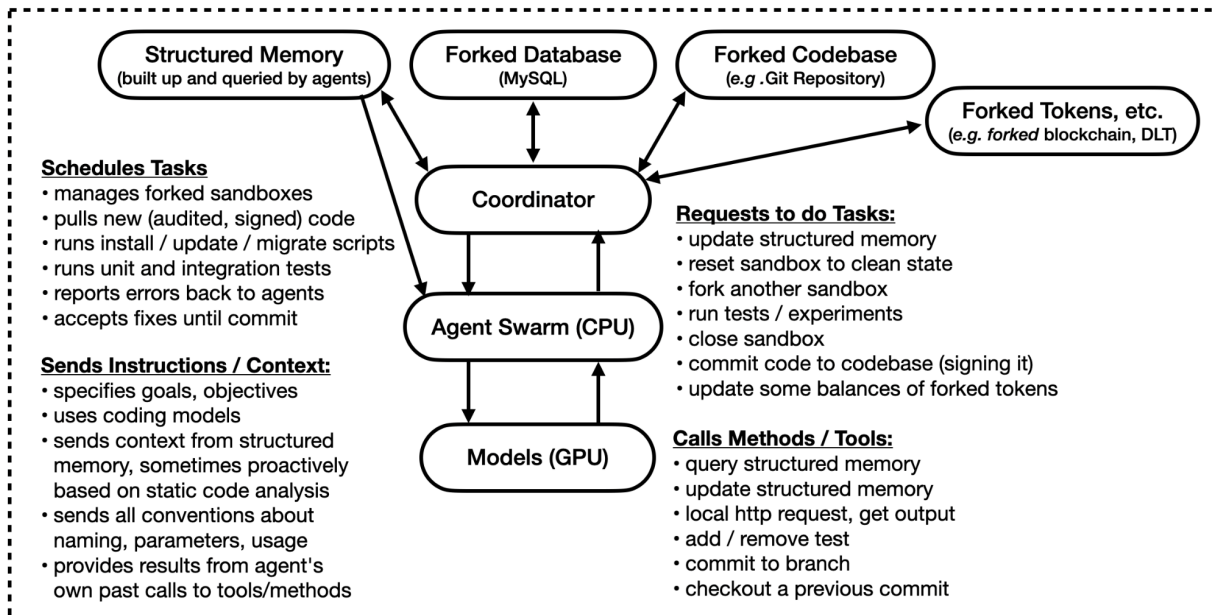 Structured Memory
(built up and queried by agents)
Forked Database
(MySQL)
Forked Codebase
(e.g .Git Repository)
Forked Tokens, etc.
(e.g. forked blockchain, DLT)
Coordinator
Agent Swarm (CPU)
Models (GPU)
Schedules Tasks
• manages forked sandboxes
• pulls new (audited, signed) code
• runs install / update / migrate scripts
• runs unit and integration tests
• reports errors back to agents
• accepts fixes until commit
Sends Instructions / Context:
• specifies goals, objectives
• uses coding models
• sends context from structured
memory, sometimes proactively
based on static code analysis
• sends all conventions about
naming, parameters, usage
• provides results from agent's
own past calls to tools/methods
Requests to do Tasks:
• update structured memory
• reset sandbox to clean state
• fork another sandbox
• run tests / experiments
• close sandbox
• commit code to codebase (signing it)
• update some balances of forked tokens
Calls Methods / Tools:
• query structured memory
• update structured memory
• local http request, get output
• add / remove test
• commit to branch
• checkout a previous commit